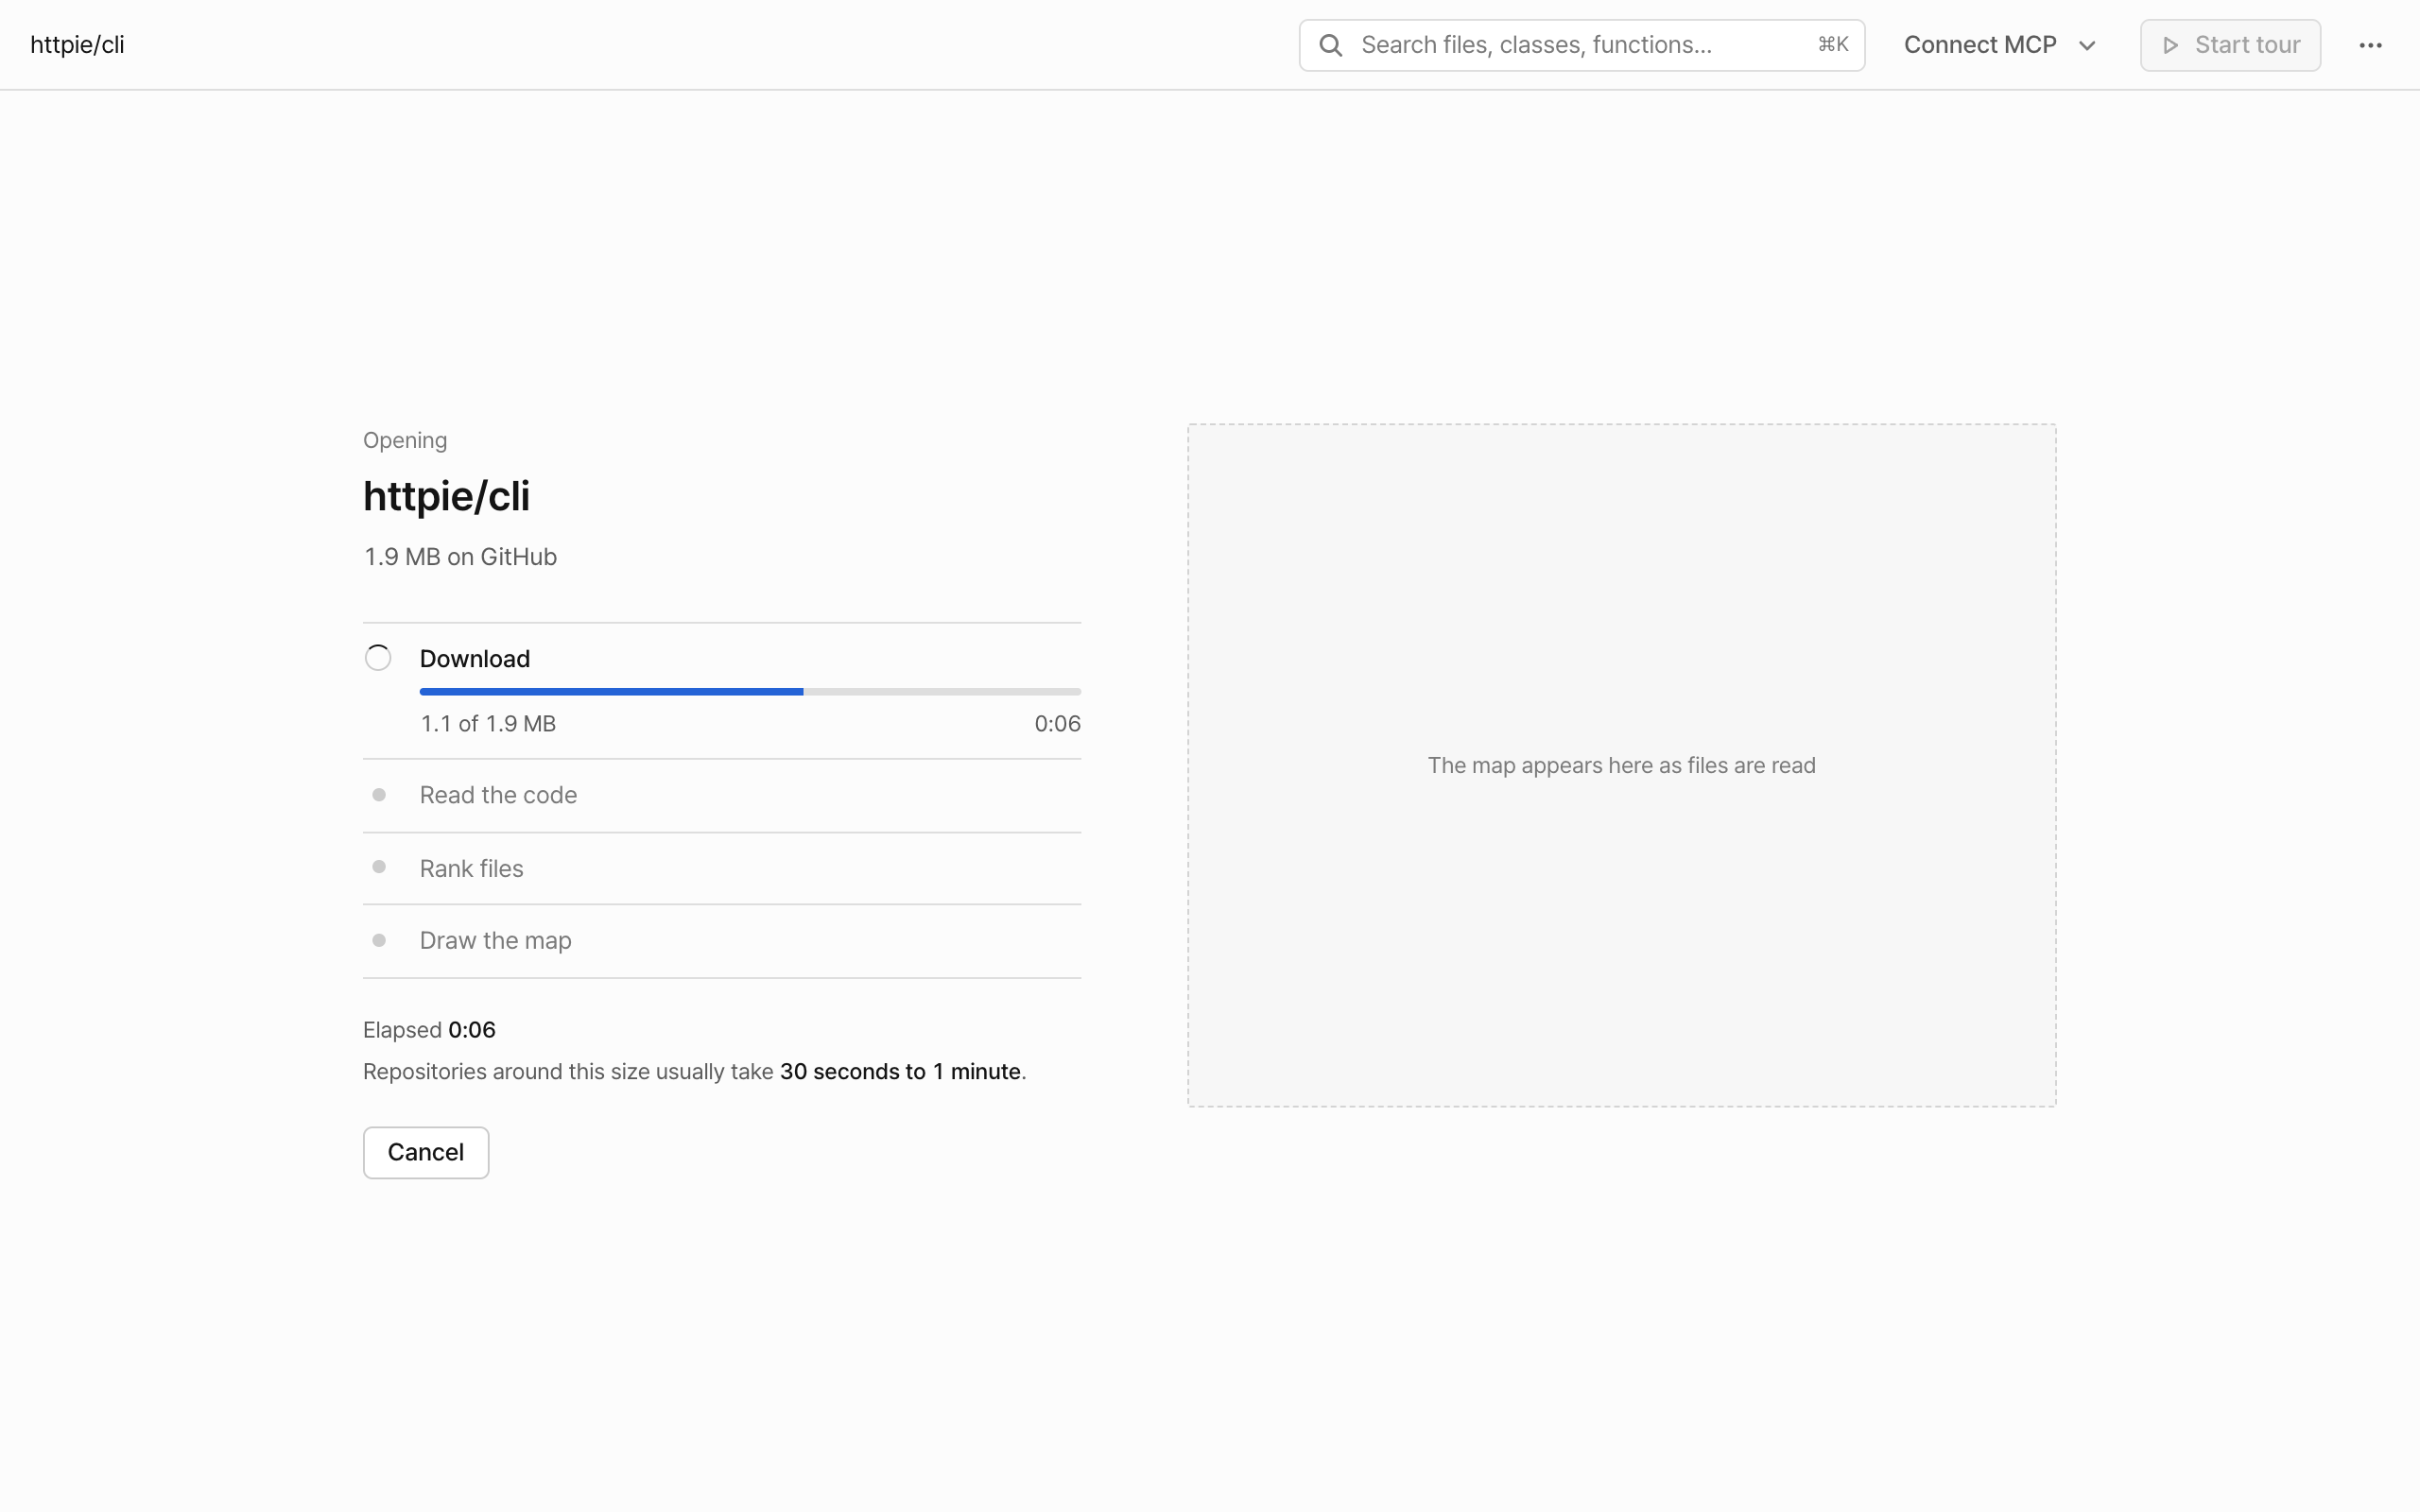 httpie/cli
Search files, classes, functions... ⌘K
Connect MCP
Start tour
Opening
httpie/cli
1.9 MB on GitHub
Download
1.1 of 1.9 MB 0:06
Read the code
Rank files
Draw the map
Elapsed 0:06
Repositories around this size usually take 30 seconds to 1 minute.
Cancel
The map appears here as files are read